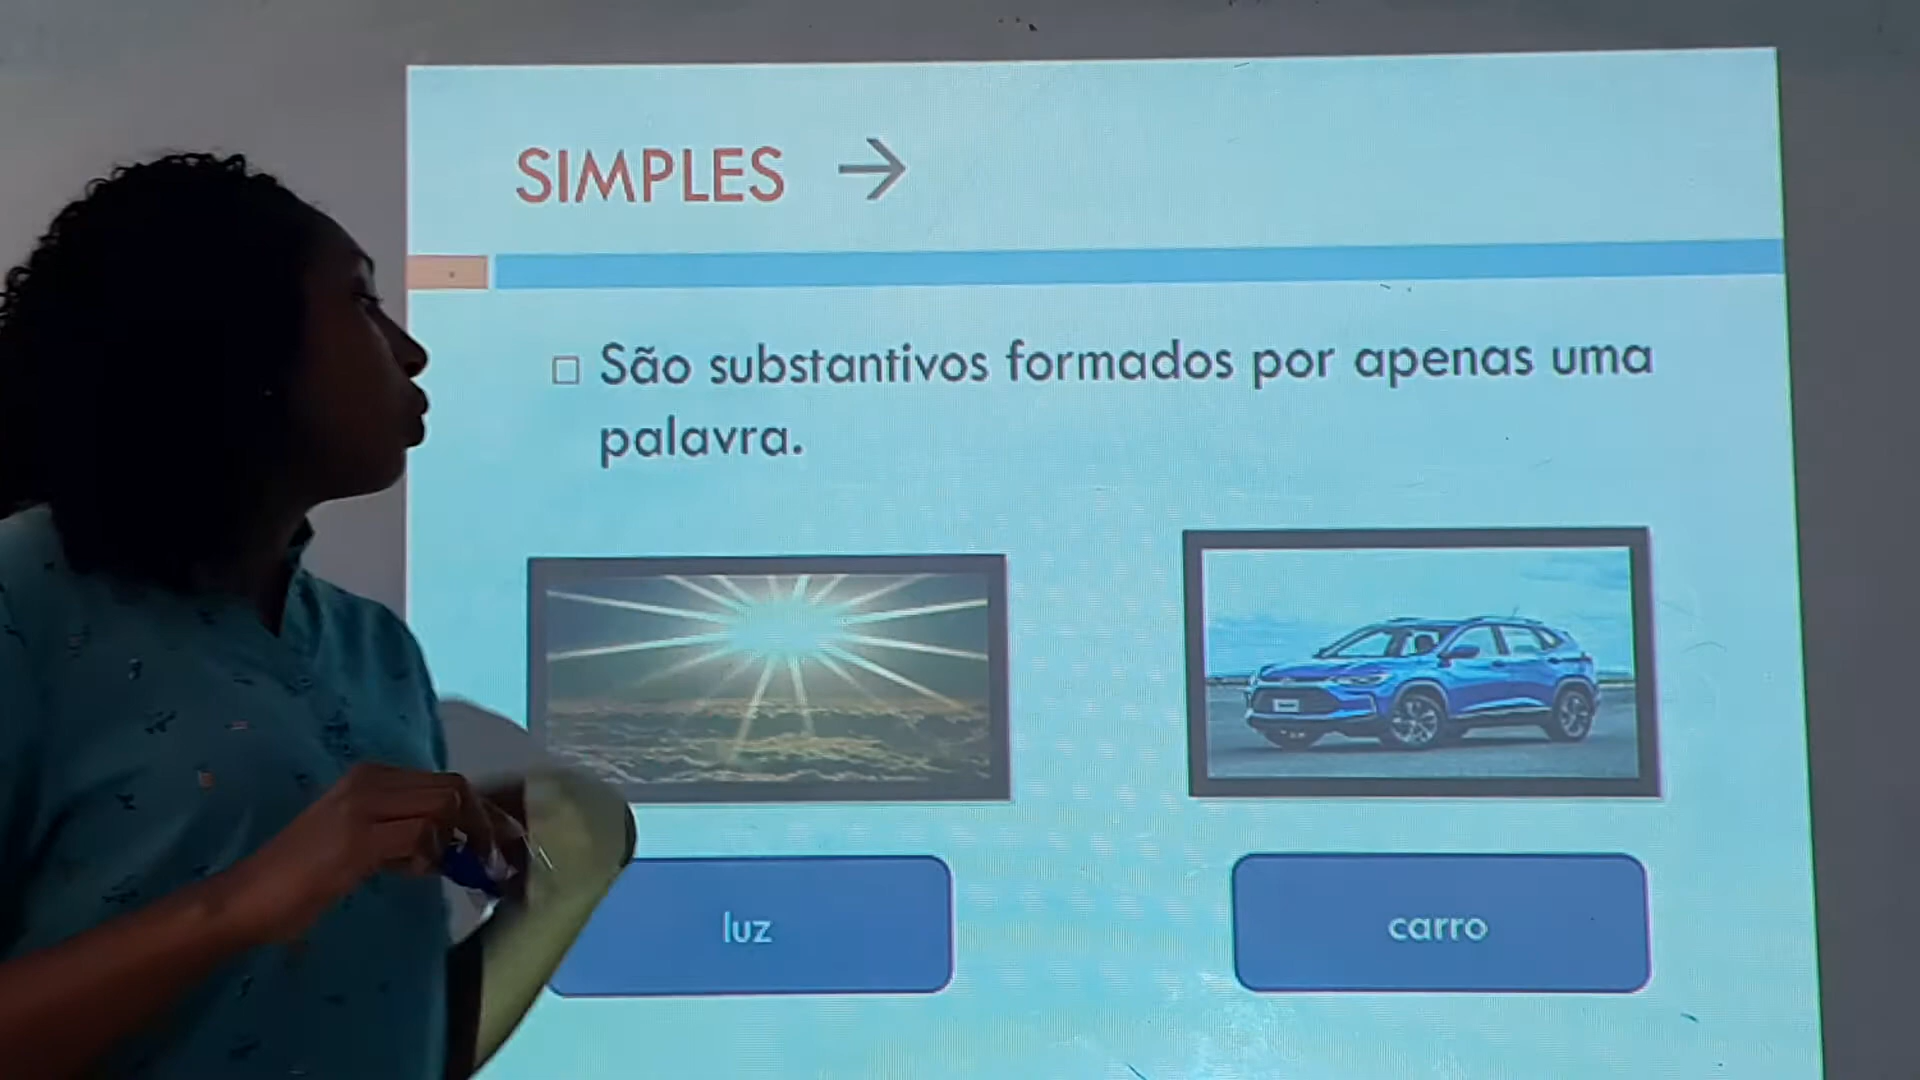 SIMPLES →
São substantivos formados por apenas uma
palavra.
luz
carro